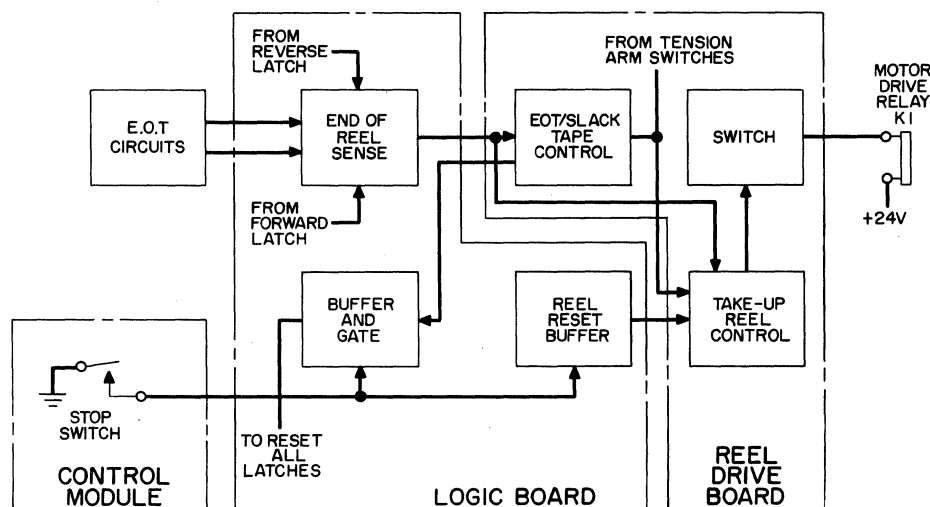 FROM
REVERSE
LATCH
FROM TENSION
ARM SWITCHES
MOTOR
DRIVE
RELAY
K1
E.O.T
CIRCUITS
END OF
REEL
SENSE
EOT/SLACK
TAPE
CONTROL
SWITCH
FROM
FORWARD
LATCH
+24V
BUFFER
AND
GATE
REEL
RESET
BUFFER
TAKE-UP
REEL
CONTROL
STOP
SWITCH
TO RESET
ALL
LATCHES
CONTROL
MODULE
LOGIC BOARD
REEL
DRIVE
BOARD